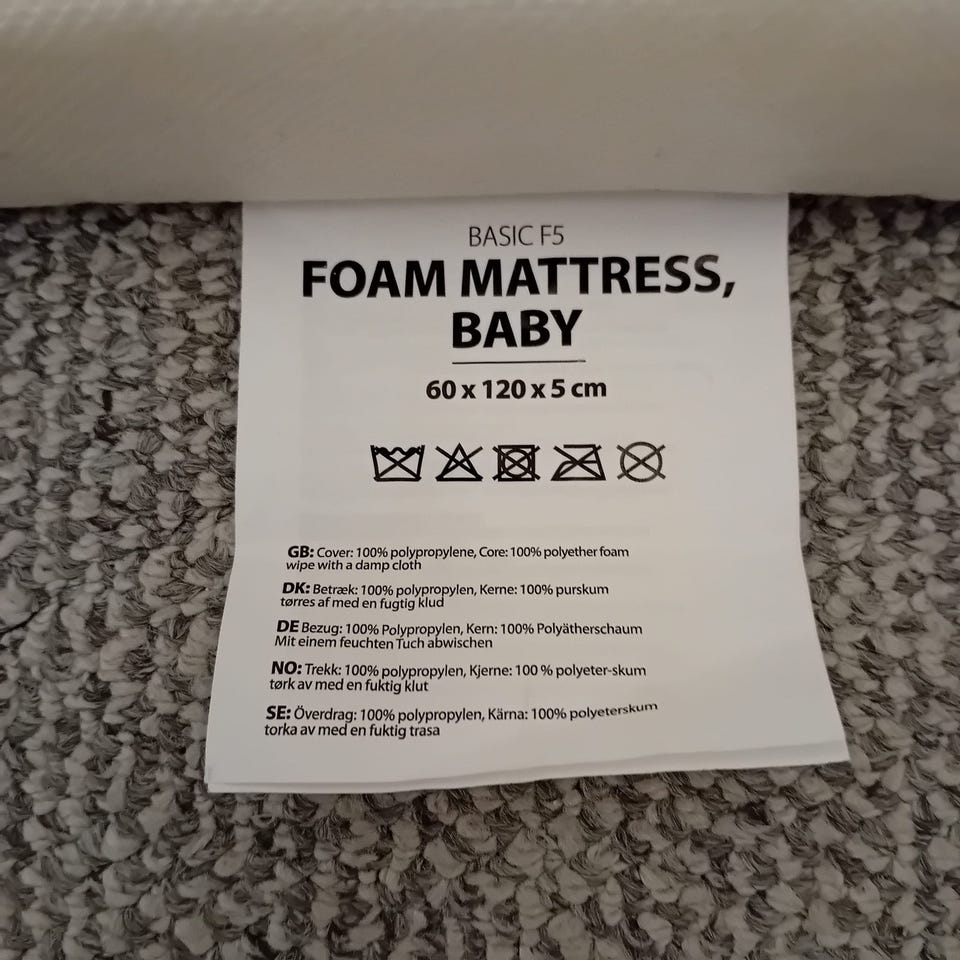 BASIC F5
FOAM MATTRESS,
BABY
60 x 120 x 5 cm
GB: Cover: 100% polypropylene, Core: 100% polyether foam
wipe with a damp cloth
DK: Betræk: 100% polypropylen, Kerne: 100% purskum
tørres af med en fugtig klud
DE Bezug: 100% Polypropylen, Kern: 100% Polyätherschaum
Mit einem feuchten Tuch abwischen
NO: Trekk: 100% polypropylen, Kjerne: 100 % polyeter-skum
tørk av med en fuktig klut
SE: Överdrag: 100% polypropylen, Kärna: 100% polyeterskum
torka av med en fuktig trasa